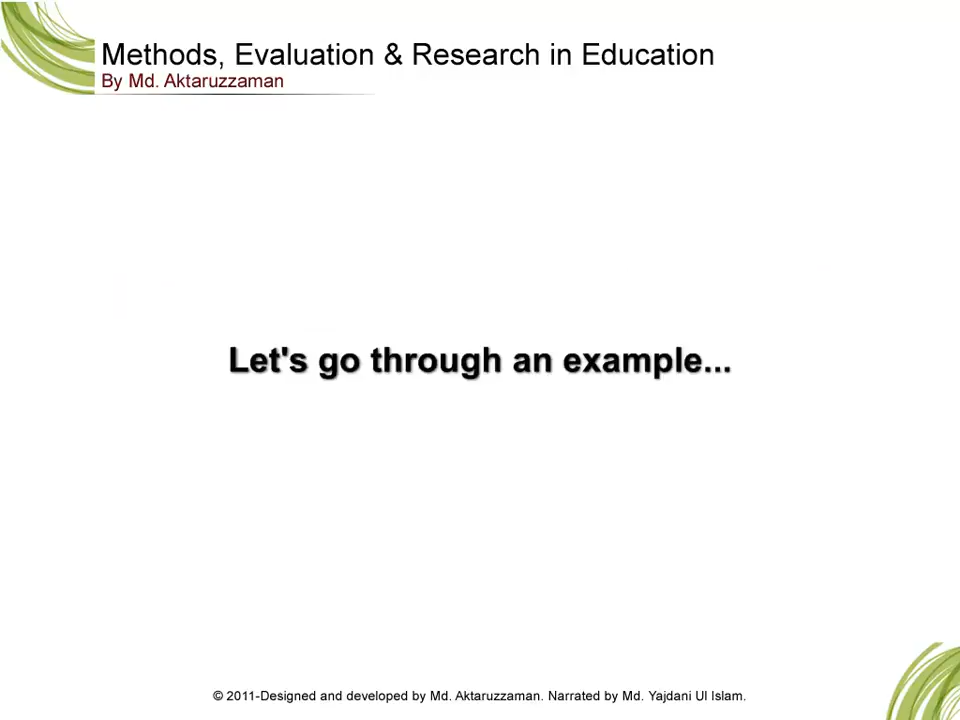 Methods, Evaluation & Research in Education
By Md. Aktaruzzaman
Let's go through an example...
© 2011-Designed and developed by Md. Aktaruzzaman. Narrated by Md. Yajdani Ul Islam.